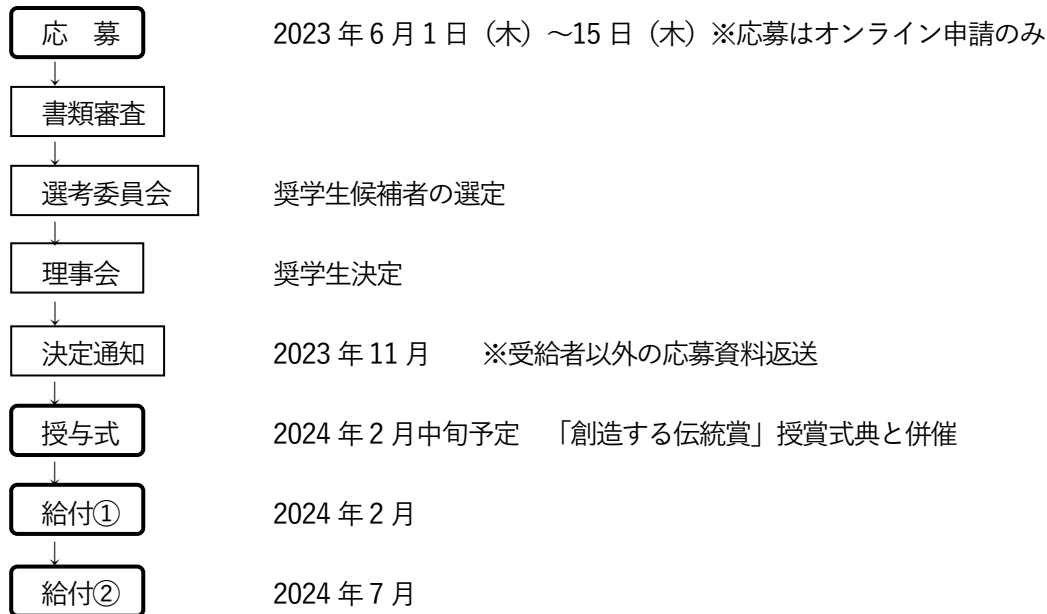 応　募　2023 年 6 月 1 日（木）～15 日（木）※応募はオンライン申請のみ
↓
書類審査
↓
選考委員会　奨学生候補者の選定
↓
理事会　奨学生決定
↓
決定通知　2023 年 11 月　　※受給者以外の応募資料返送
↓
授与式　2024 年 2 月中旬予定　「創造する伝統賞」授賞式典と併催
↓
給付①　2024 年 2 月
↓
給付②　2024 年 7 月